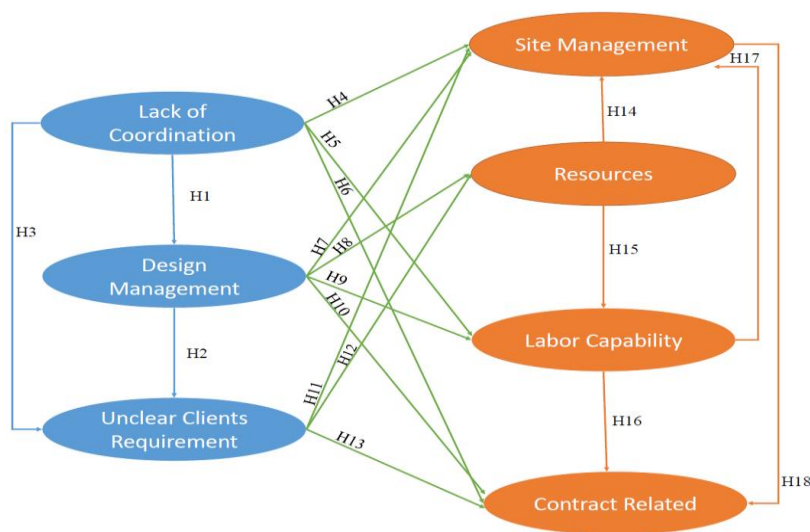 Site Management
H17
Lack of
Coordination
H4
H5
H14
H6
Resources
H1
H3
H7
H8
Design
Management
H9
H15
H10
H2
H12
Labor Capability
H11
Unclear Clients
Requirement
H13
H16
H18
Contract Related